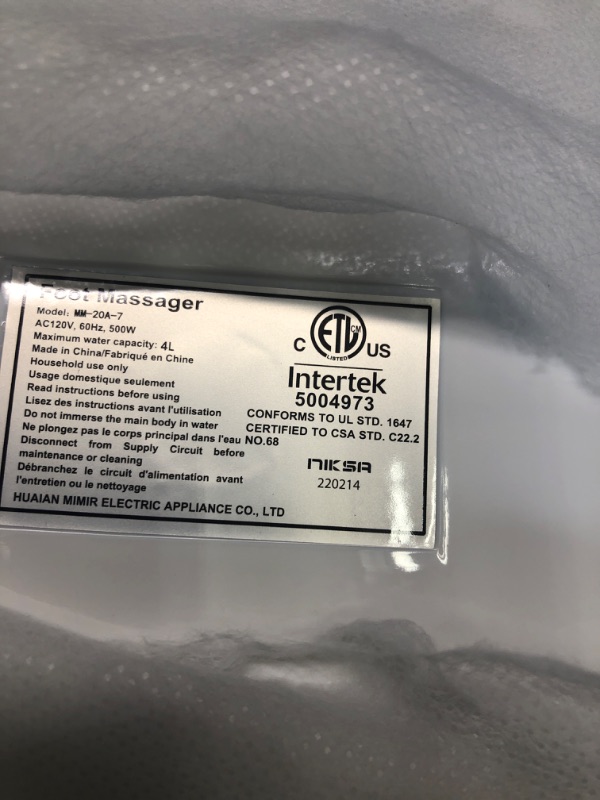 Foot Massager
Model: MM-20A-7
AC120V, 60Hz, 500W
Maximum water capacity: 4L
Made in China/Fabriqué en Chine
Household use only
Usage domestique seulement
Read instructions before using
Lisez des instructions avant l'utilisation
Do not immerse the main body in water
Ne plongez pas le corps principal dans l'eau
Disconnect from Supply Circuit before
maintenance or cleaning
Débranchez le circuit d'alimentation avant
l'entretien ou le nettoyage
HUAIAN MIMIR ELECTRIC APPLIANCE CO., LTD
C ETL CM US
LISTED
Intertek
5004973
CONFORMS TO UL STD. 1647
CERTIFIED TO CSA STD. C22.2
NO.68
NIKSA
220214